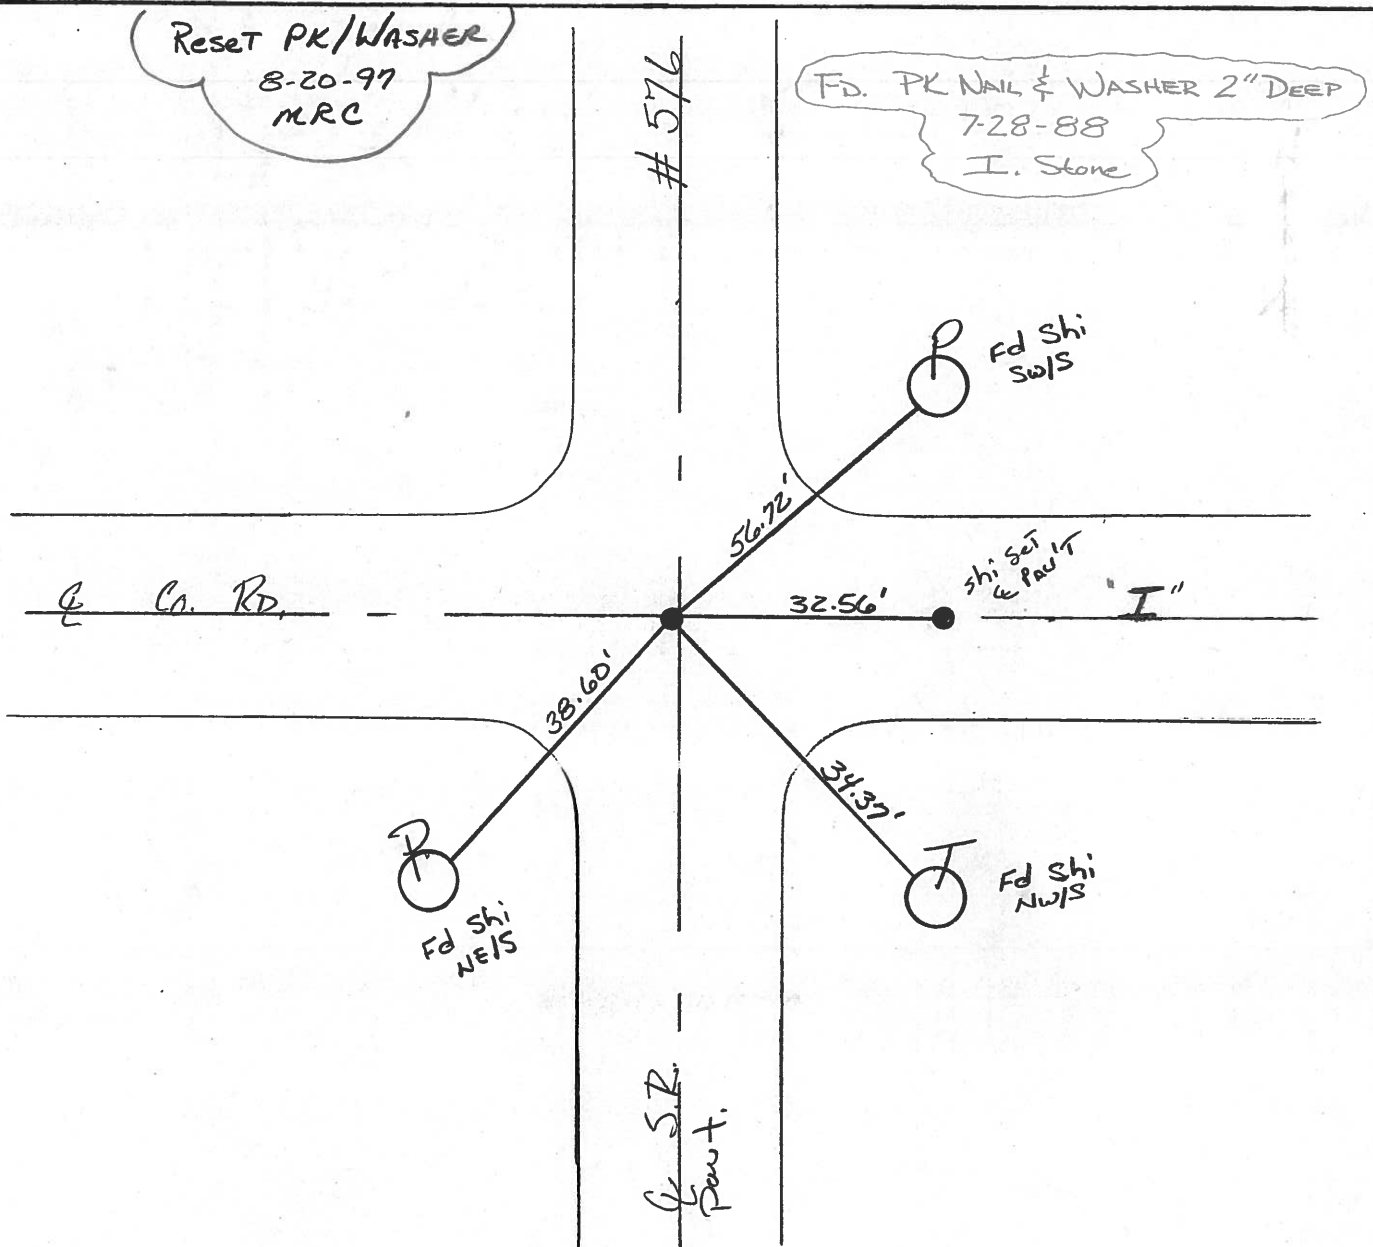 Reset PK/WASHER
8-20-97
MRC
# 576
FD. PK NAIL & WASHER 2" DEEP
7-28-88
I. Stone
P
Fd Shi
SW/S
56.72'
Shi Set
℄ Pav't
℄ Co. RD.
32.56'
"I"
38.60'
34.37'
P
Fd Shi
NE/S
T
Fd Shi
NW/S
℄ S.R.
Pavt.